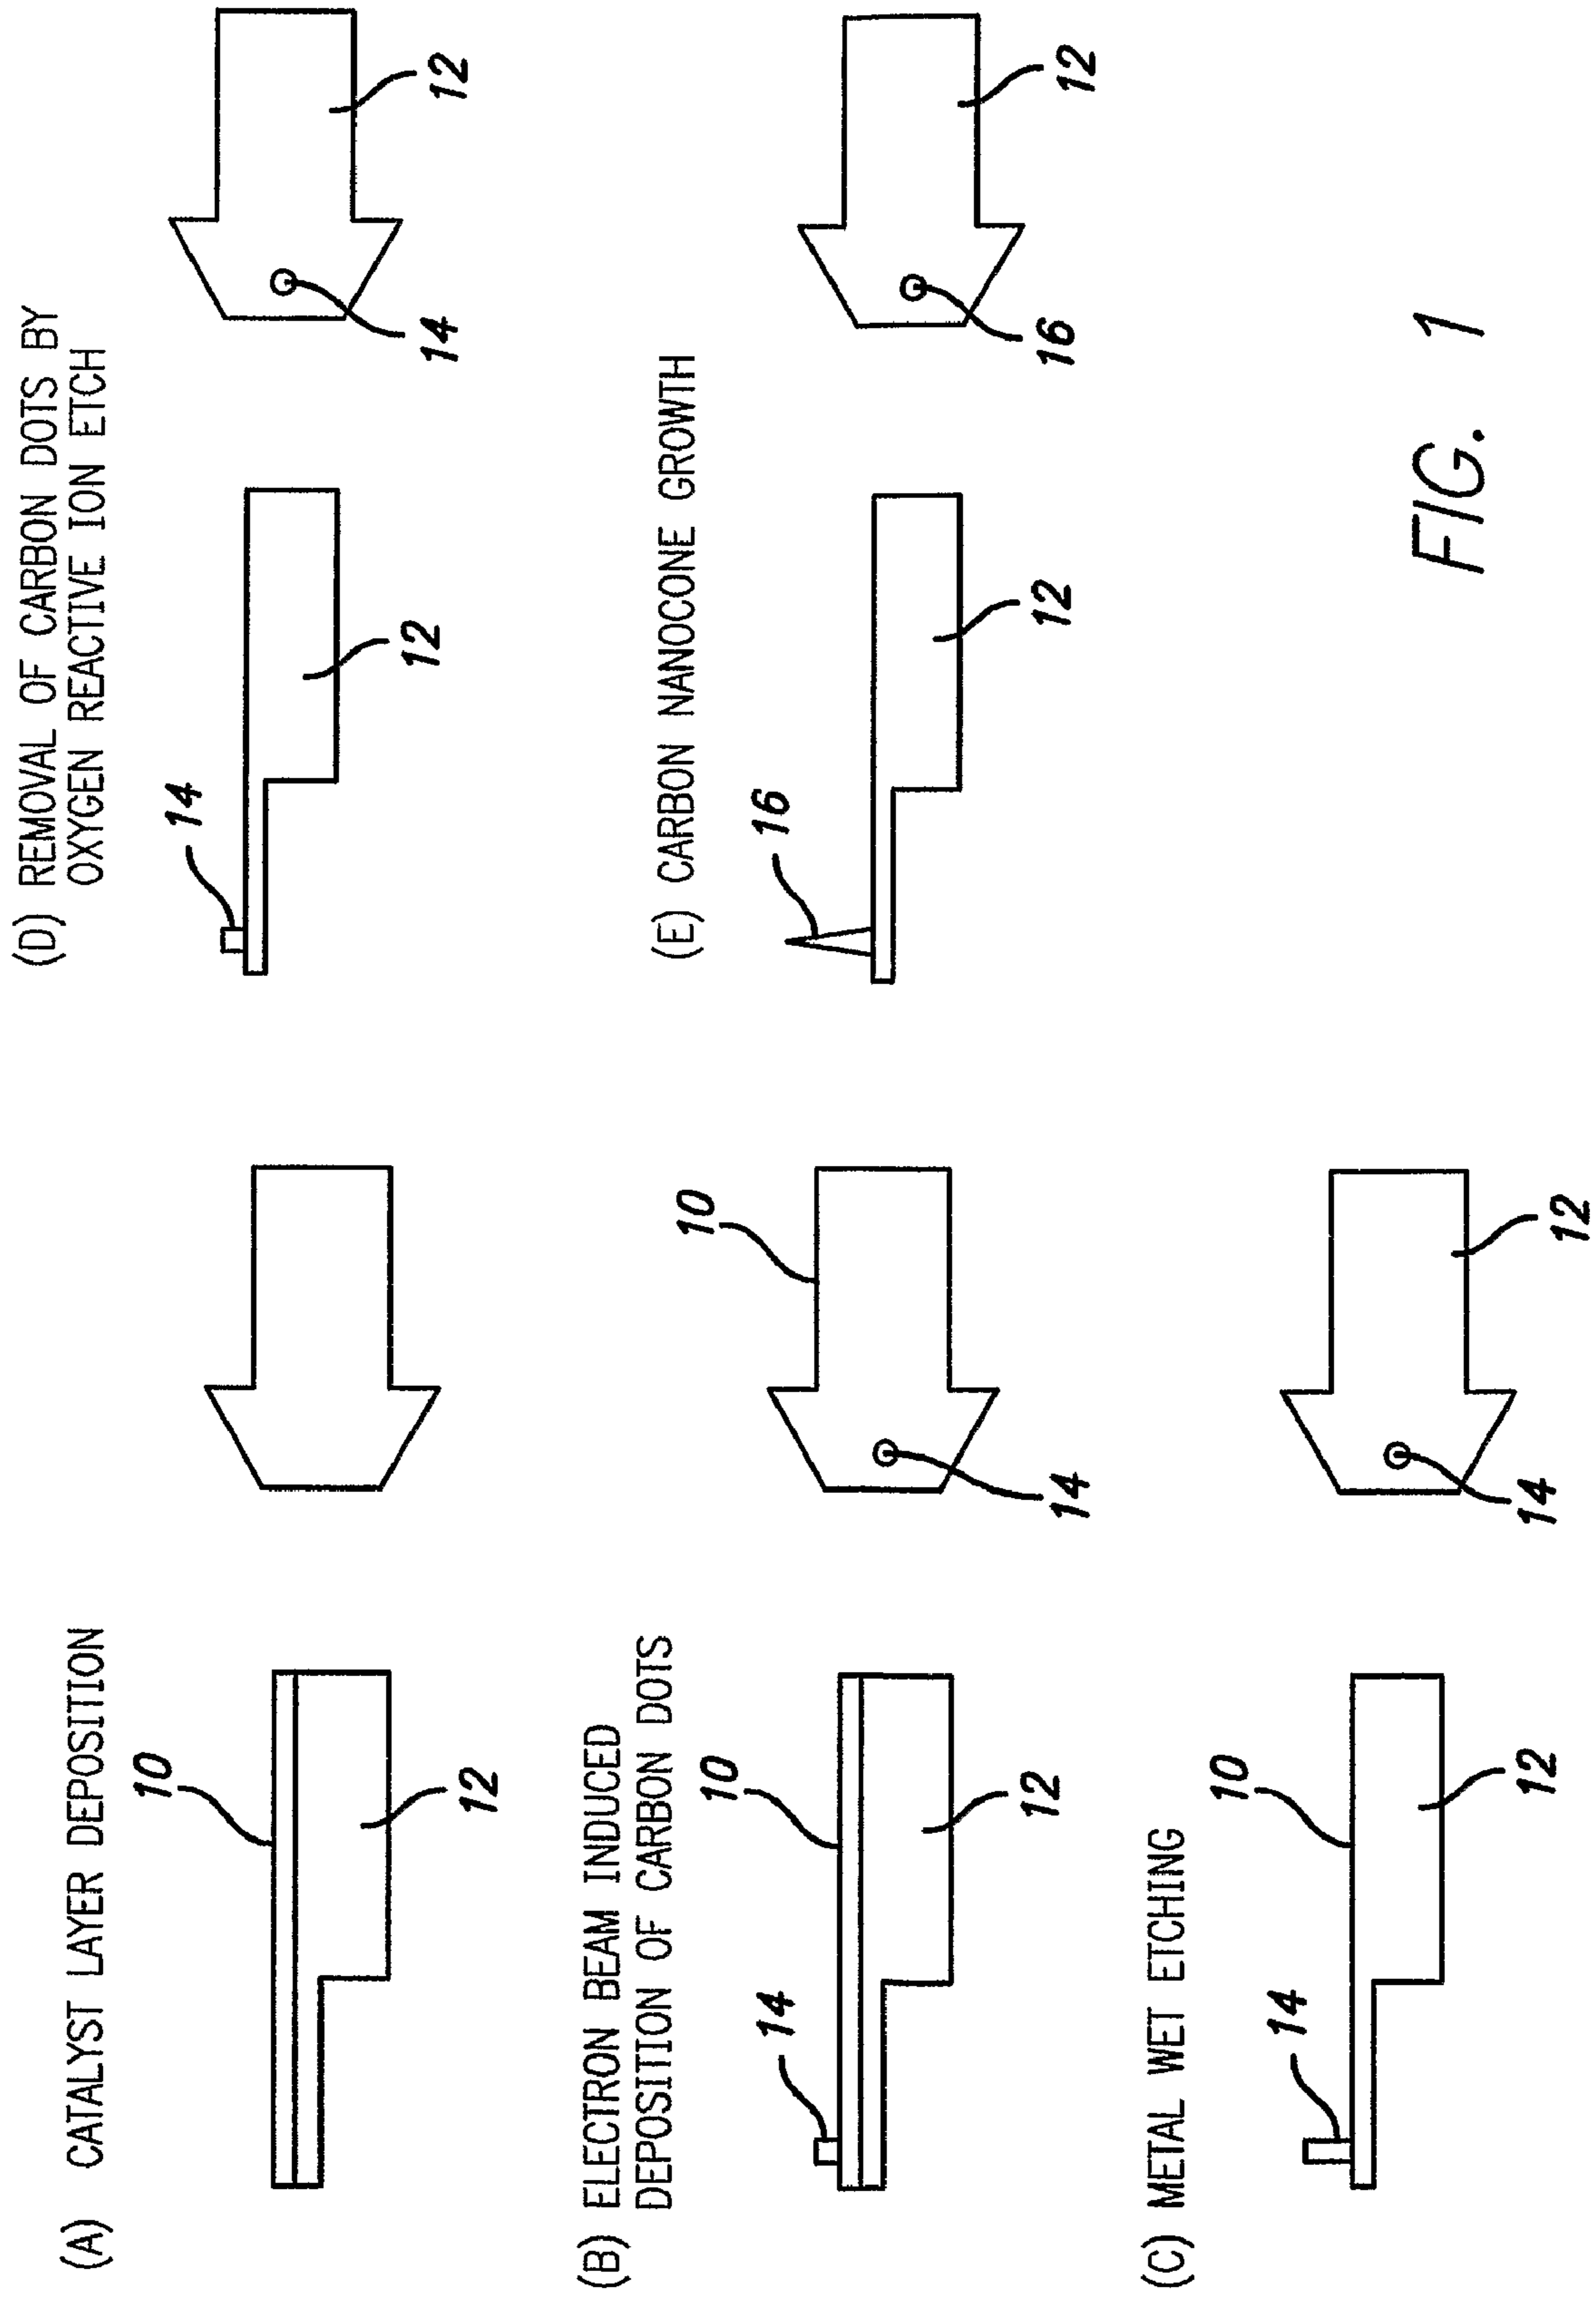 (A) CATALYST LAYER DEPOSITION
10
12
(B) ELECTRON BEAM INDUCED
DEPOSITION OF CARBON DOTS
14
10
12
10
14
(C) METAL WET ETCHING
14
10
12
14
12
(D) REMOVAL OF CARBON DOTS BY
OXYGEN REACTIVE ION ETCH
14
12
14
12
(E) CARBON NANOCONE GROWTH
16
12
16
12
FIG. 1